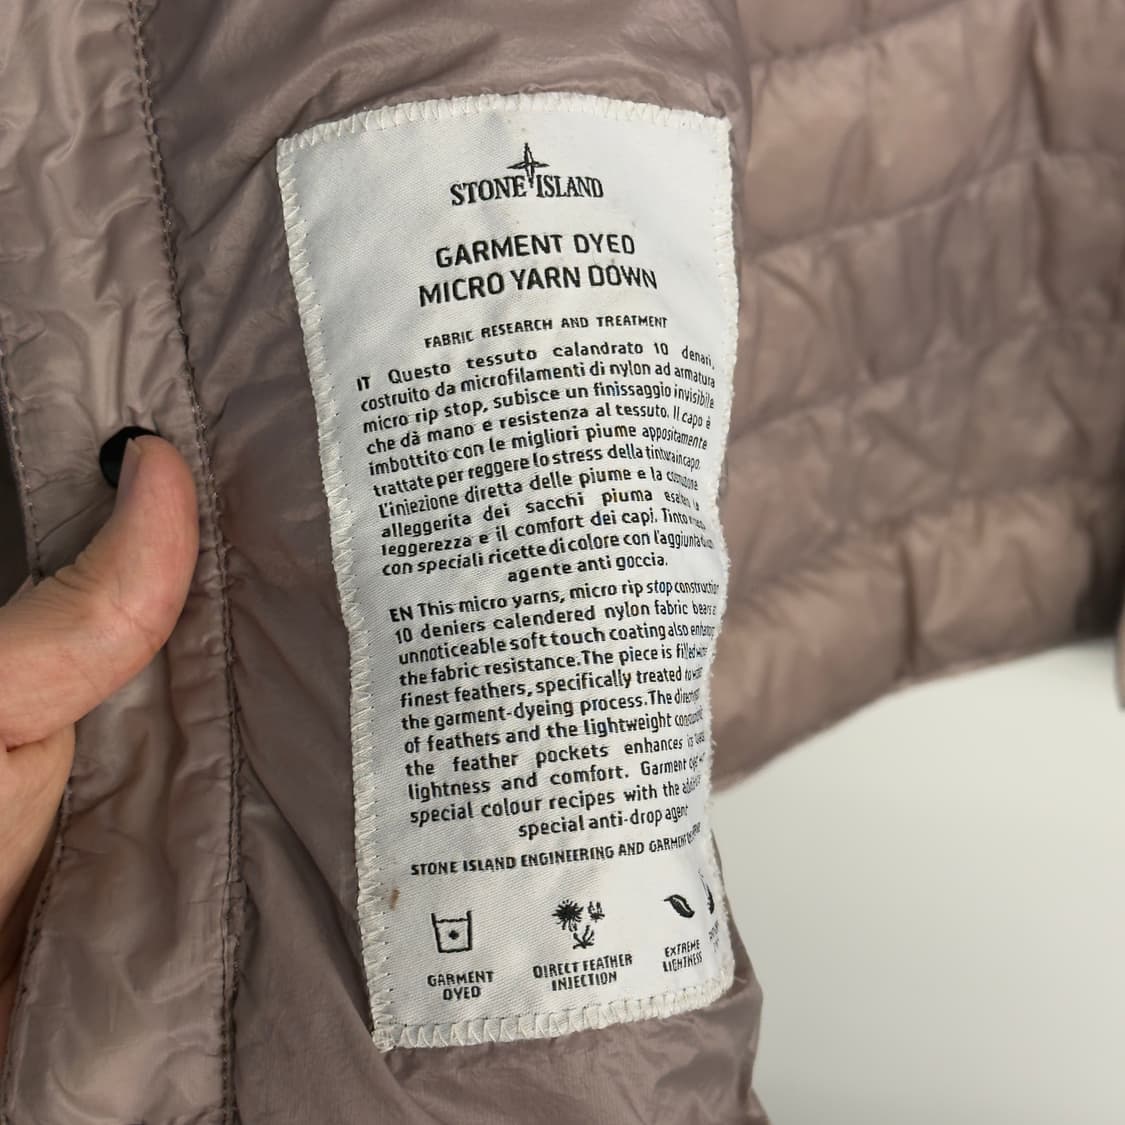 STONE ISLAND
GARMENT DYED
MICRO YARN DOWN
FABRIC RESEARCH AND TREATMENT
IT Questo tessuto calandrato 10 denari,
costruito da microfilamenti di nylon ad armatura
micro rip stop, subisce un finissaggio invisibile
che dà mano e resistenza al tessuto. Il capo è
imbottito con le migliori piume appositamente
trattate per reggere lo stress della tintura in capo.
L'iniezione diretta delle piume e la
alleggerita dei sacchi piuma
leggerezza e il comfort dei capi. Tinto
con speciali ricette di colore con l'aggiunta
agente anti goccia.
EN This micro yarns, micro rip stop construction
10 deniers calendered nylon fabric bears
unnoticeable soft touch coating also
the fabric resistance. The piece is filled
finest feathers, specifically treated to
the garment-dyeing process. The
of feathers and the lightweight
the feather pockets enhances
lightness and comfort. Garment
special colour recipes with the
special anti-drop agent
STONE ISLAND ENGINEERING AND GARMENT
GARMENT
DYED
DIRECT FEATHER
INJECTION
EXTREME
LIGHTNESS